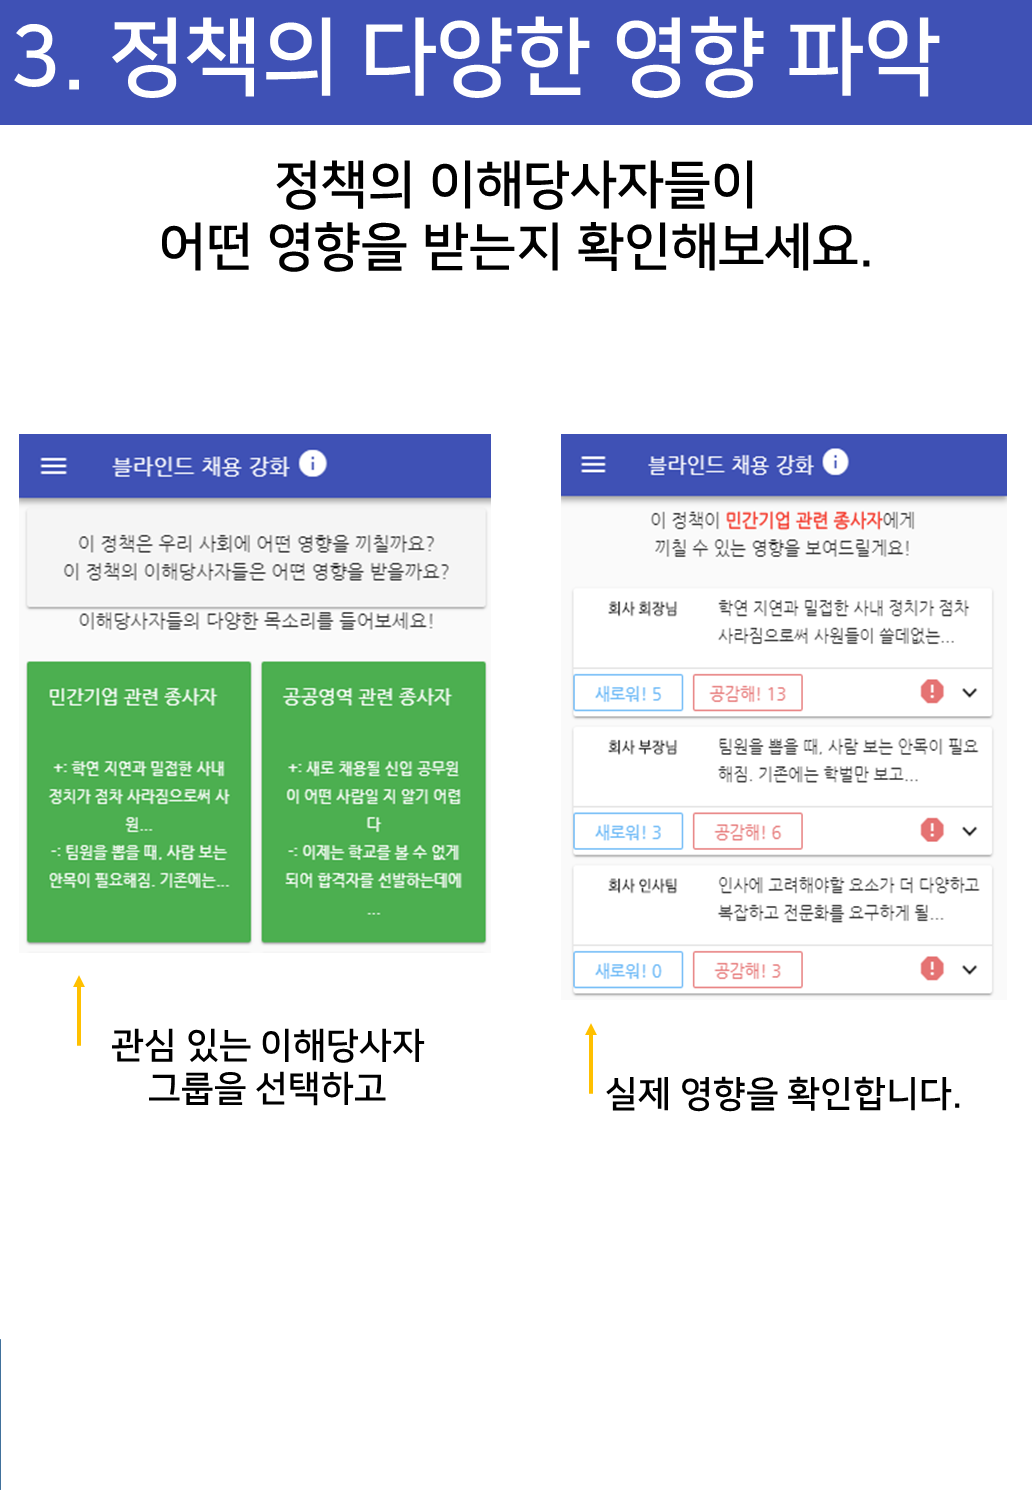 3. 정책의 다양한 영향 파악
정책의 이해당사자들이
어떤 영향을 받는지 확인해보세요.
블라인드 채용 강화
이 정책은 우리 사회에 어떤 영향을 끼칠까요?
이 정책의 이해당사자들은 어떤 영향을 받을까요?
이해당사자들의 다양한 목소리를 들어보세요!
민간기업 관련 종사자
+: 학연 지연과 밀접한 사내
정치가 점차 사라짐으로써 사
원...
-: 팀원을 뽑을 때, 사람 보는
안목이 필요해짐. 기존에는...
공공영역 관련 종사자
+: 새로 채용될 신입 공무원
이 어떤 사람일 지 알기 어렵
다
-: 이제는 학교를 볼 수 없게
되어 합격자를 선발하는데에
...
관심 있는 이해당사자
그룹을 선택하고
블라인드 채용 강화
이 정책이 민간기업 관련 종사자에게
끼칠 수 있는 영향을 보여드릴게요!
회사 회장님
학연 지연과 밀접한 사내 정치가 점차
사라짐으로써 사원들이 쓸데없는...
새로워! 5
공감해! 13
회사 부장님
팀원을 뽑을 때, 사람 보는 안목이 필요
해짐. 기존에는 학벌만 보고...
새로워! 3
공감해! 6
회사 인사팀
인사에 고려해야할 요소가 더 다양하고
복잡하고 전문화를 요구하게 될...
새로워! 0
공감해! 3
실제 영향을 확인합니다.